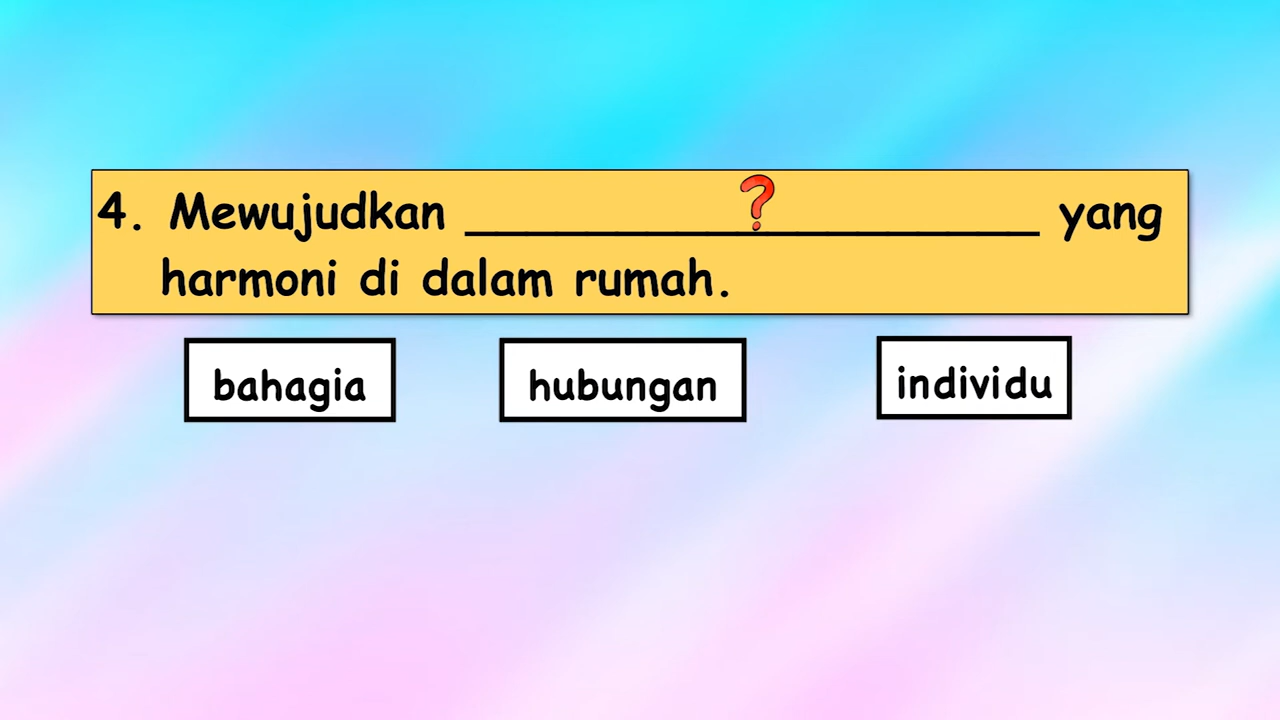 4. Mewujudkan ____________________ yang
harmoni di dalam rumah.
❓
bahagia
hubungan
individu